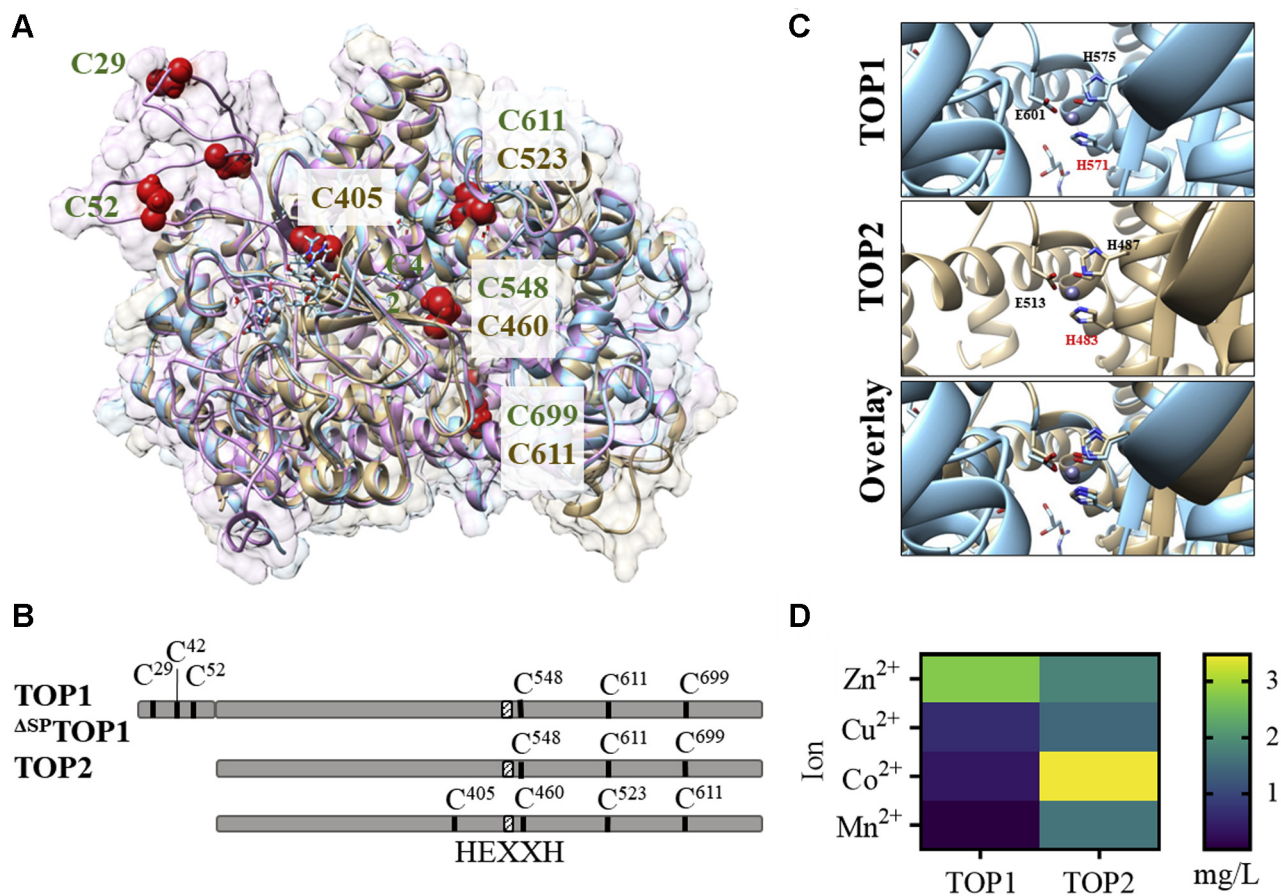 A
C29
C52
C405
C4
2
C611
C523
C548
C460
C699
C611
C
TOP1
H575
E601
H571
TOP2
H487
E513
H483
Overlay
B
C29 C42 C52 C548 C611 C699
TOP1
ΔSPTOP1
C548 C611 C699
TOP2
C405 C460 C523 C611
HEXXH
D
Ion
Zn2+
Cu2+
Co2+
Mn2+
TOP1 TOP2
3
2
1
mg/L